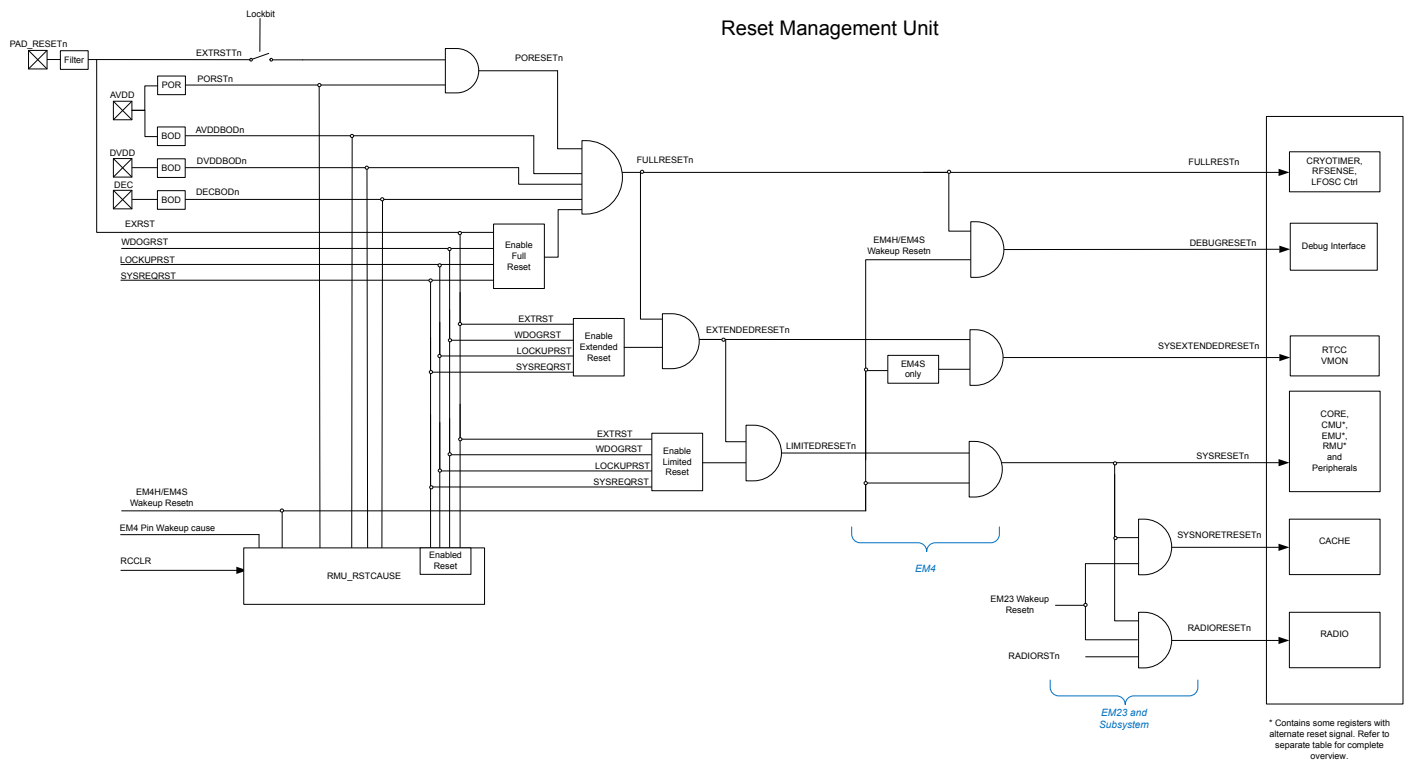 Reset Management Unit
Lockbit
PAD_RESETn
Filter
EXTRSTTn
PORESETn
POR
PORSTn
AVDD
BOD
AVDDBODn
DVDD
BOD
DVDDBODn
DEC
BOD
DECBODn
FULLRESETn
FULLRESTn
CRYOTIMER,
RFSENSE,
LFOSC Ctrl
EXRST
WDOGRST
LOCKUPRST
SYSREQRST
Enable
Full
Reset
EM4H/EM4S
Wakeup Resetn
DEBUGRESETn
Debug Interface
EXTRST
WDOGRST
LOCKUPRST
SYSREQRST
Enable
Extended
Reset
EXTENDEDRESETn
EM4S
only
SYSEXTENDEDRESETn
RTCC
VMON
EXTRST
WDOGRST
LOCKUPRST
SYSREQRST
Enable
Limited
Reset
LIMITEDRESETn
SYSRESETn
CORE,
CMU*,
EMU*,
RMU*
and
Peripherals
EM4H/EM4S
Wakeup Resetn
EM4 Pin Wakeup cause
RCCLR
RMU_RSTCAUSE
Enabled
Reset
EM4
SYSNORETRESETn
CACHE
EM23 Wakeup
Resetn
RADIORSTn
RADIORESETn
RADIO
EM23 and
Subsystem
* Contains some registers with
alternate reset signal. Refer to
separate table for complete
overview.